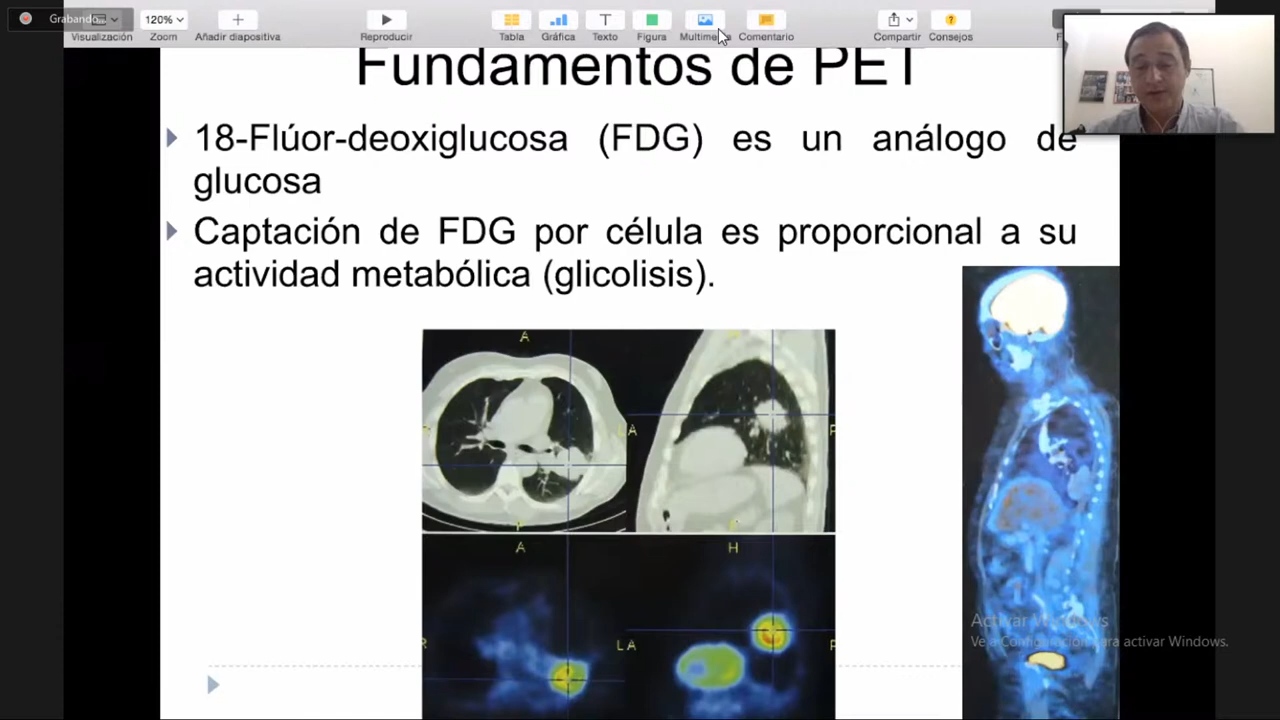 Grabando...
120%
Visualización
Zoom
Añadir diapositiva
Reproducir
Tabla
Gráfica
Texto
Figura
Comentario
Compartir
Consejos
Fundamentos de PET
18-Flúor-deoxiglucosa (FDG) es un análogo de
glucosa
Captación de FDG por célula es proporcional a su
actividad metabólica (glicolisis).
A
LA
A
H
R
LA
Activar Windows
Ve a Configuración para activar Windows.